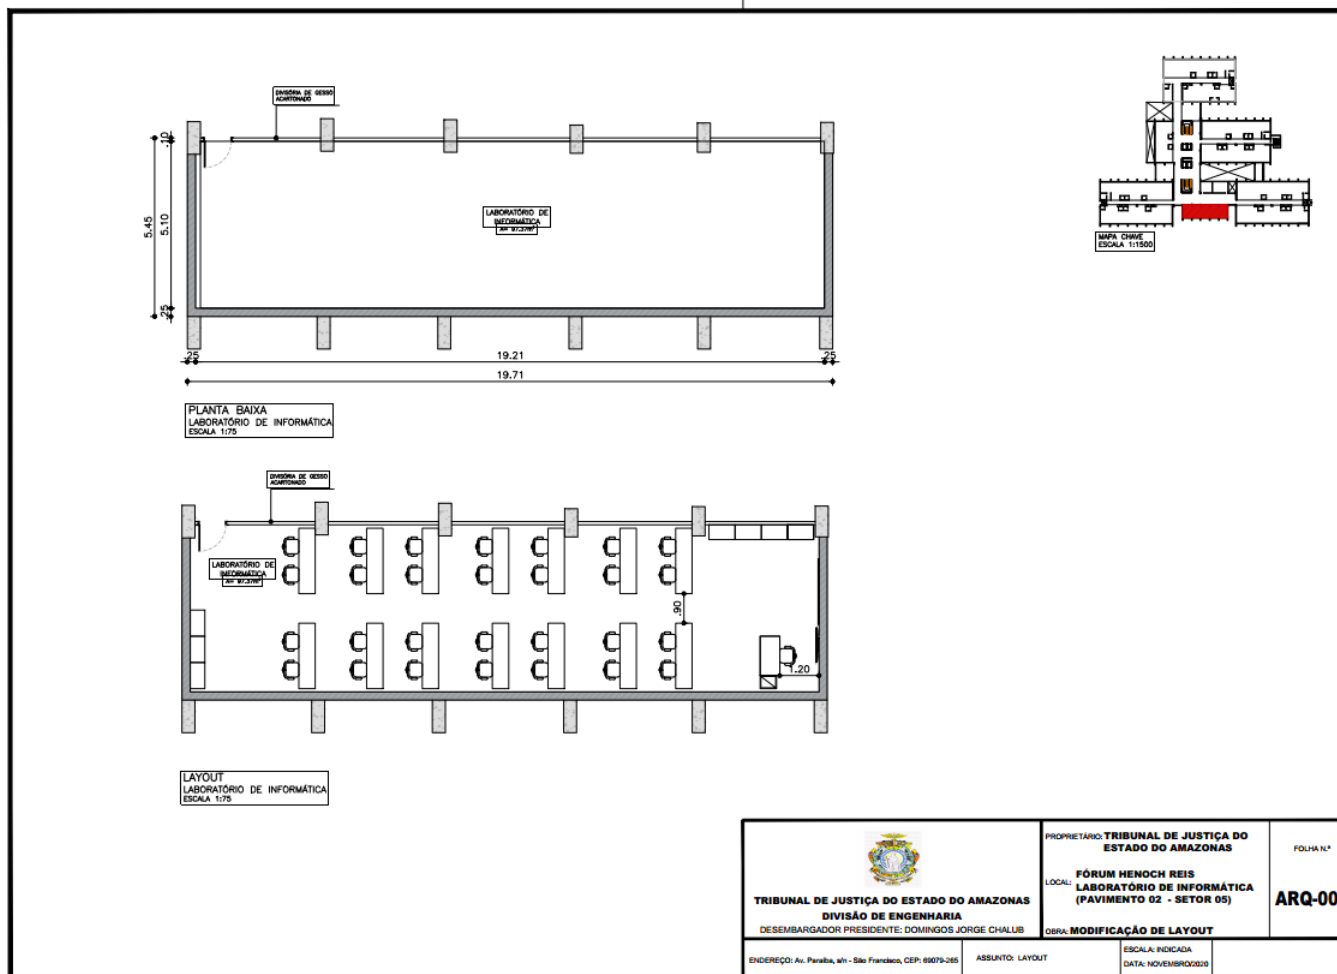 DIVISÓRIA DE GESSO
ACARTONADO
LABORATÓRIO DE
INFORMÁTICA
A= 97.37m²
.10
5.45
5.10
.25
.25
19.21
.25
19.71
PLANTA BAIXA
LABORATÓRIO DE INFORMÁTICA
ESCALA 1:75
MAPA CHAVE
ESCALA 1:1500
DIVISÓRIA DE GESSO
ACARTONADO
LABORATÓRIO DE
INFORMÁTICA
A= 97.37m²
.90
1.20
LAYOUT
LABORATÓRIO DE INFORMÁTICA
ESCALA 1:75
TRIBUNAL DE JUSTIÇA DO ESTADO DO AMAZONAS
DIVISÃO DE ENGENHARIA
DESEMBARGADOR PRESIDENTE: DOMINGOS JORGE CHALUB
PROPRIETÁRIO: TRIBUNAL DE JUSTIÇA DO
ESTADO DO AMAZONAS
LOCAL: FÓRUM HENOCH REIS
LABORATÓRIO DE INFORMÁTICA
(PAVIMENTO 02 - SETOR 05)
OBRA: MODIFICAÇÃO DE LAYOUT
FOLHA N.º
ARQ-00
ENDEREÇO: Av. Paraíba, s/n - São Francisco, CEP: 69079-265
ASSUNTO: LAYOUT
ESCALA: INDICADA
DATA: NOVEMBRO/2020